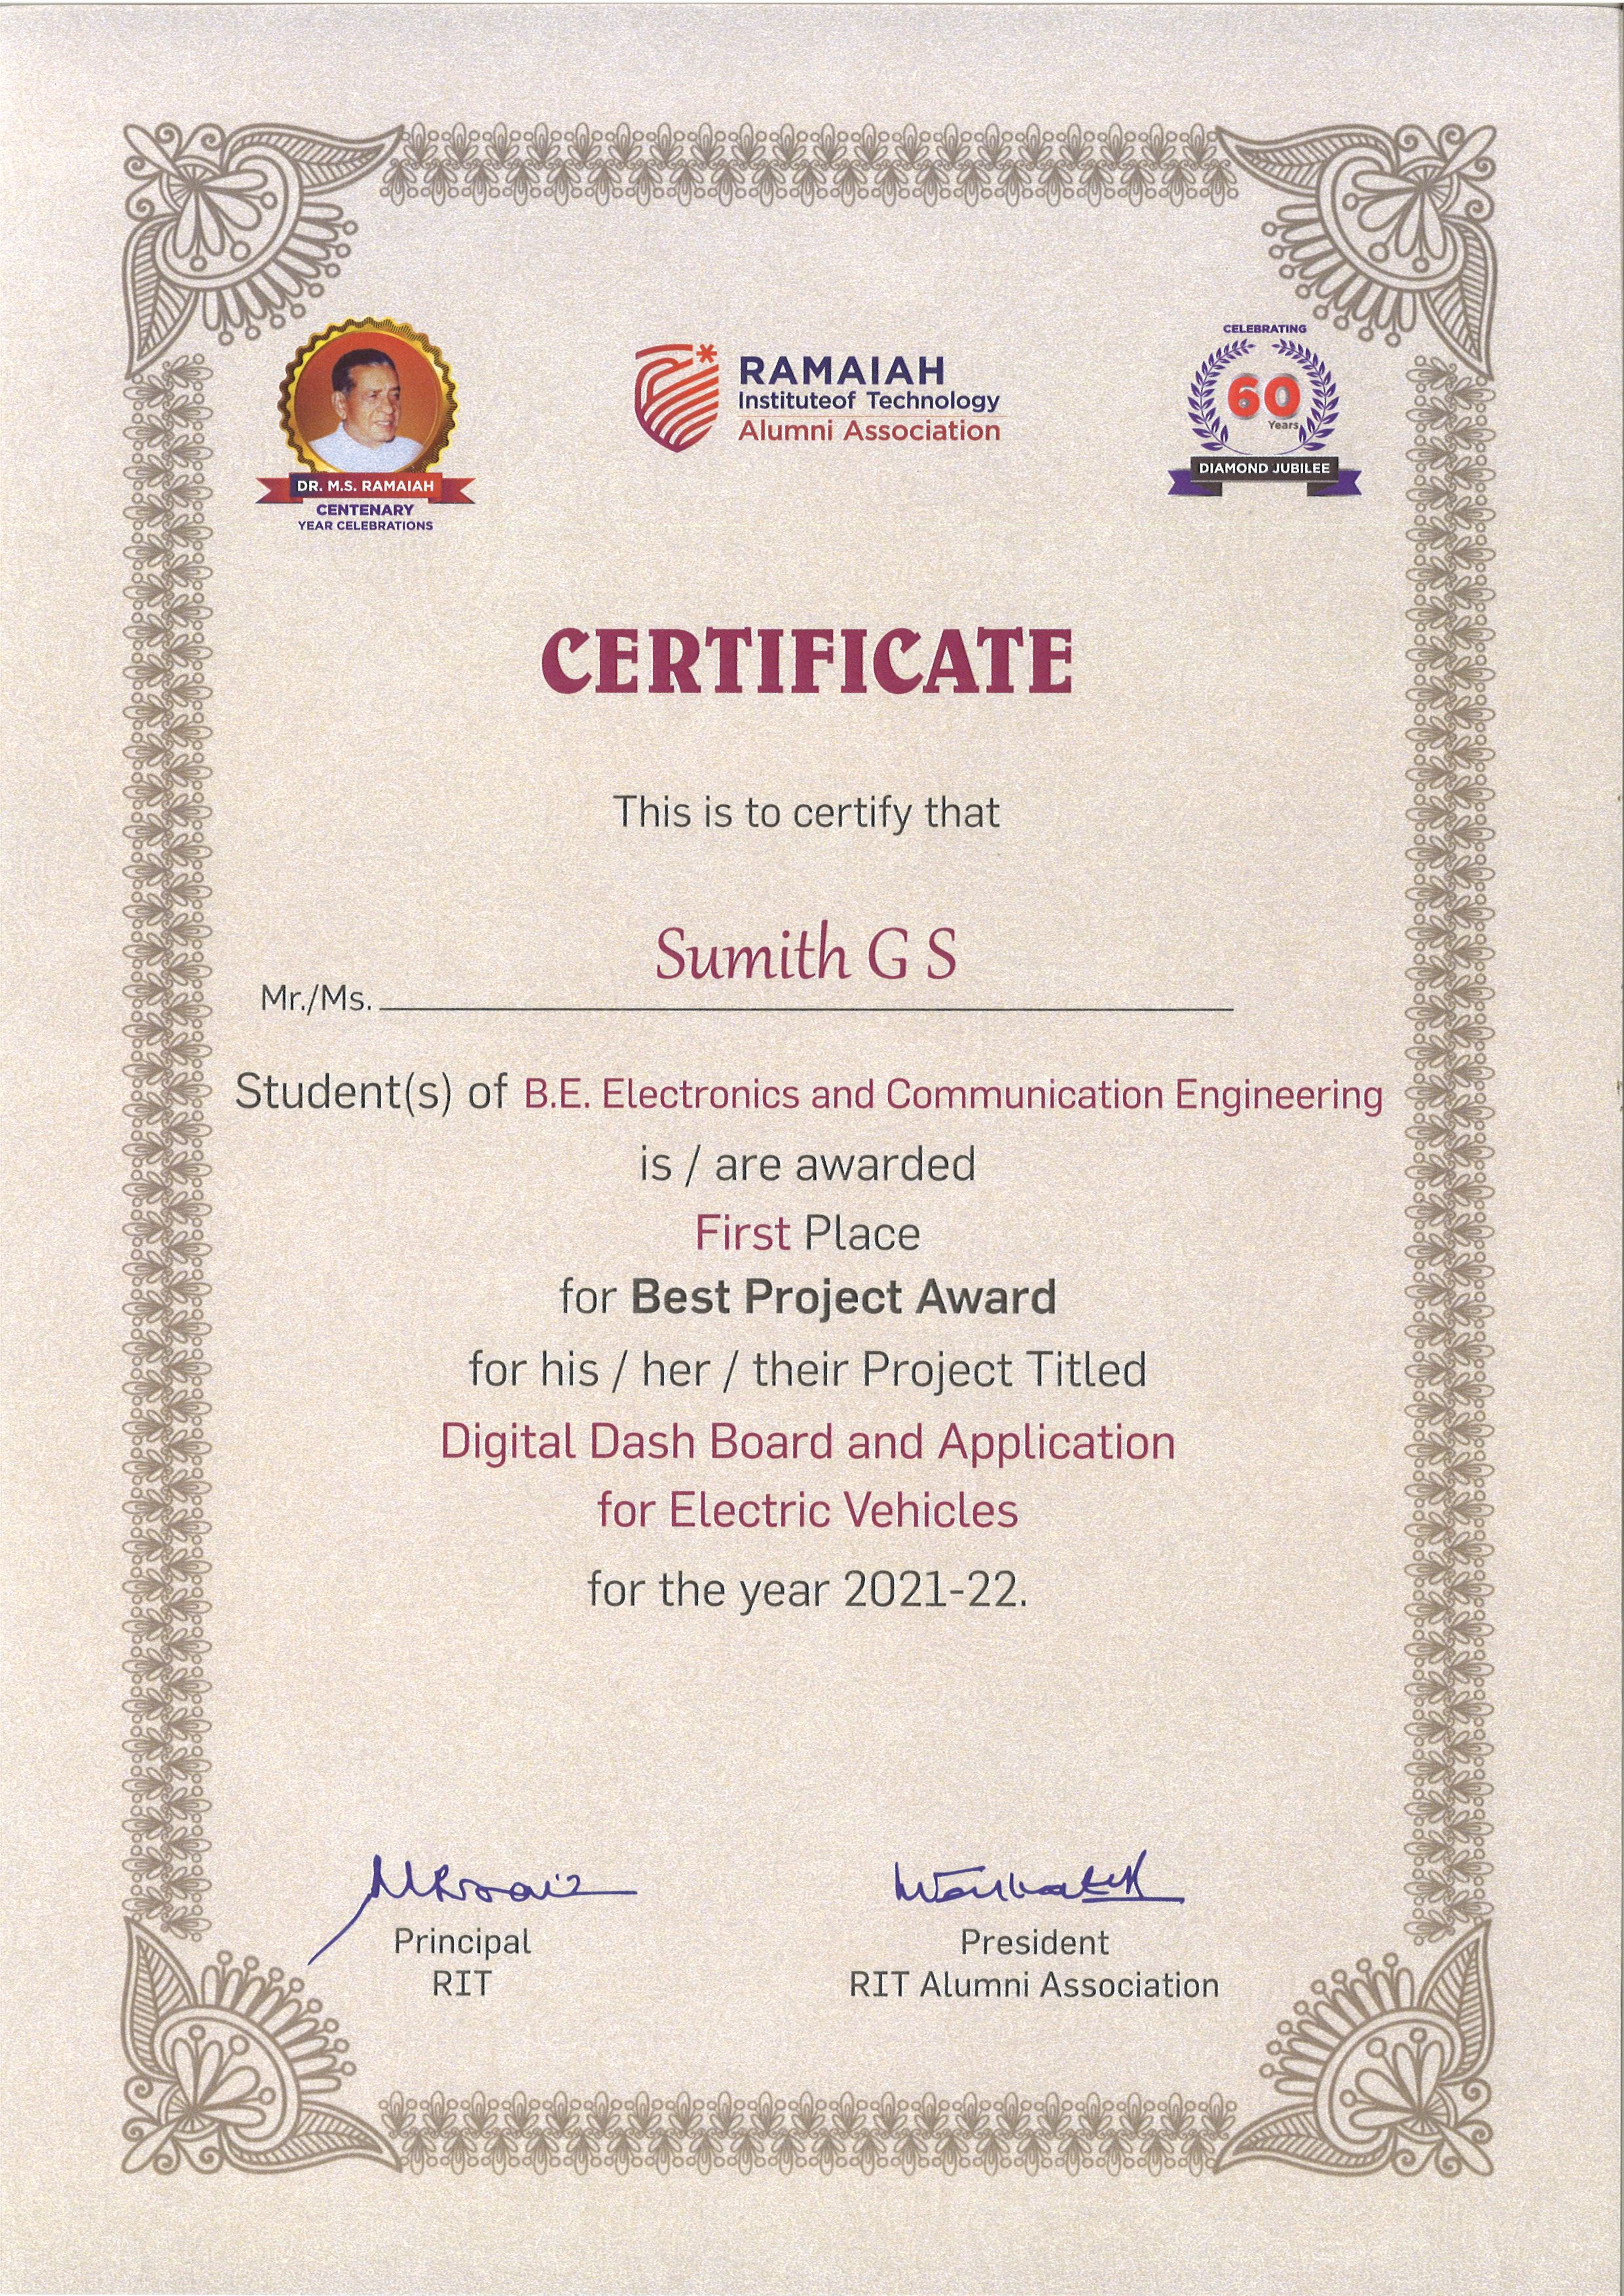 DR. M.S. RAMAIAH
CENTENARY
YEAR CELEBRATIONS
RAMAIAH
Instituteof Technology
Alumni Association
CELEBRATING
60
Years
DIAMOND JUBILEE
CERTIFICATE
This is to certify that
Sumith G S
Mr./Ms.
Student(s) of B.E. Electronics and Communication Engineering
is / are awarded
First Place
for Best Project Award
for his / her / their Project Titled
Digital Dash Board and Application
for Electric Vehicles
for the year 2021-22.
Principal
RIT
President
RIT Alumni Association